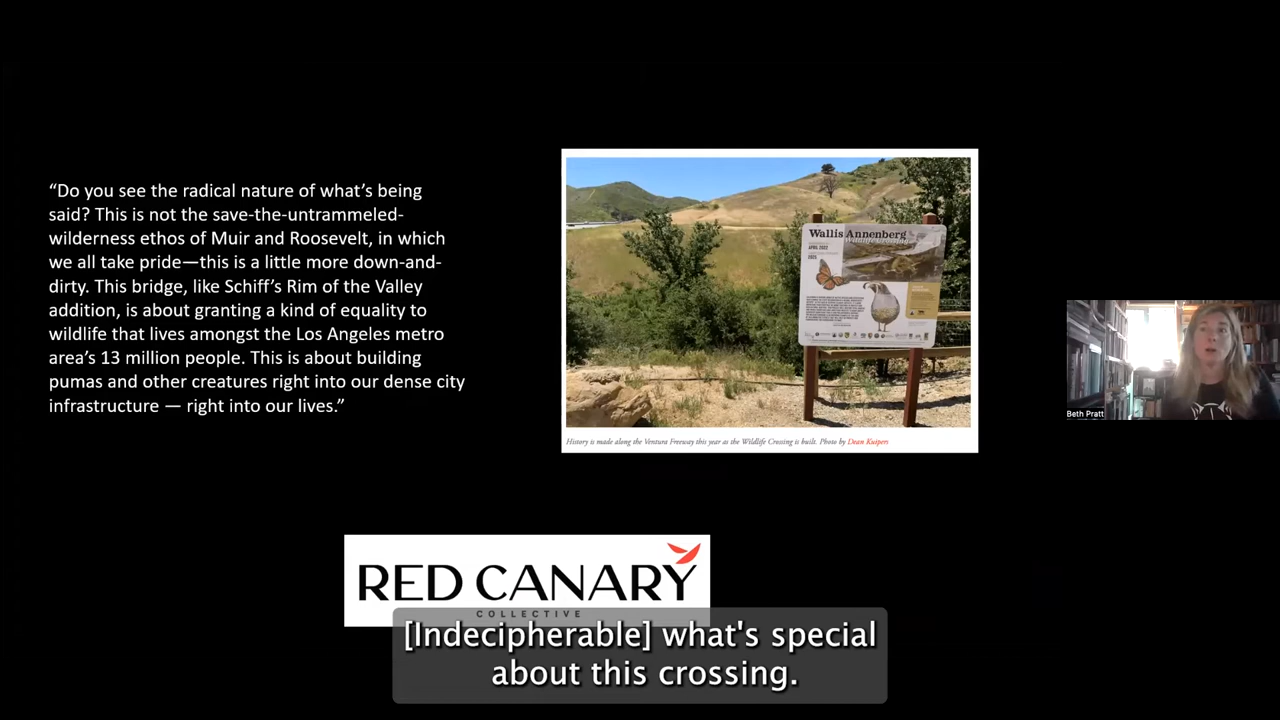 “Do you see the radical nature of what’s being
said? This is not the save-the-untrammeled-
wilderness ethos of Muir and Roosevelt, in which
we all take pride—this is a little more down-and-
dirty. This bridge, like Schiff’s Rim of the Valley
addition, is about granting a kind of equality to
wildlife that lives amongst the Los Angeles metro
area’s 13 million people. This is about building
pumas and other creatures right into our dense city
infrastructure — right into our lives.”
Wallis Annenberg
wildlife crossing
APRIL 2022
2025
History is made along the Ventura Freeway this year as the Wildlife Crossing is built. Photo by Dean Kuipers
Beth Pratt
RED CANARY
COLLECTIVE
[Indecipherable] what's special
about this crossing.